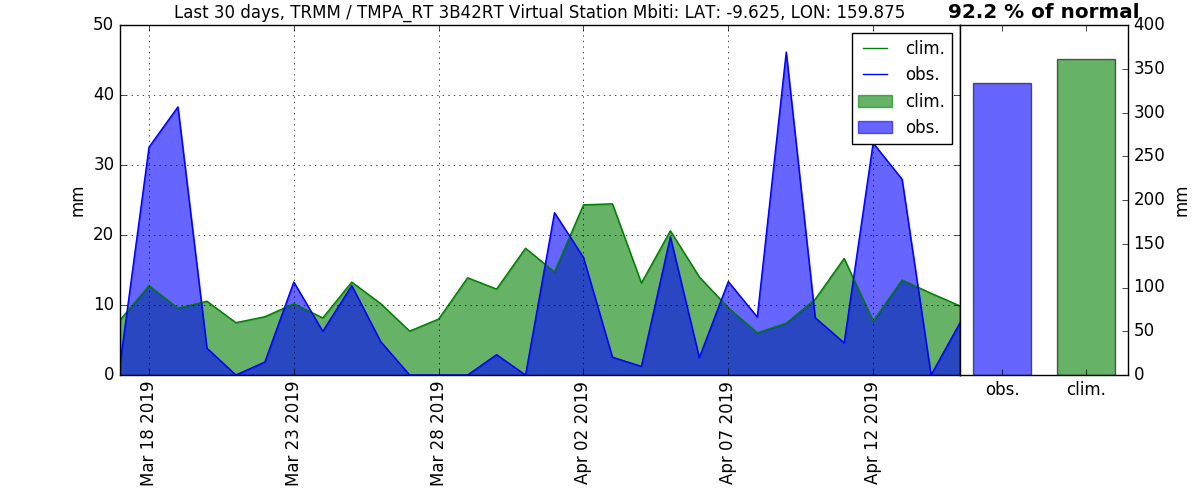 Last 30 days, TRMM / TMPA_RT 3B42RT Virtual Station Mbiti: LAT: -9.625, LON: 159.875
92.2 % of normal
50
40
30
20
10
0
mm
clim.
obs.
clim.
obs.
400
350
300
250
200
150
100
50
0
mm
obs.
clim.
Mar 18 2019
Mar 23 2019
Mar 28 2019
Apr 02 2019
Apr 07 2019
Apr 12 2019